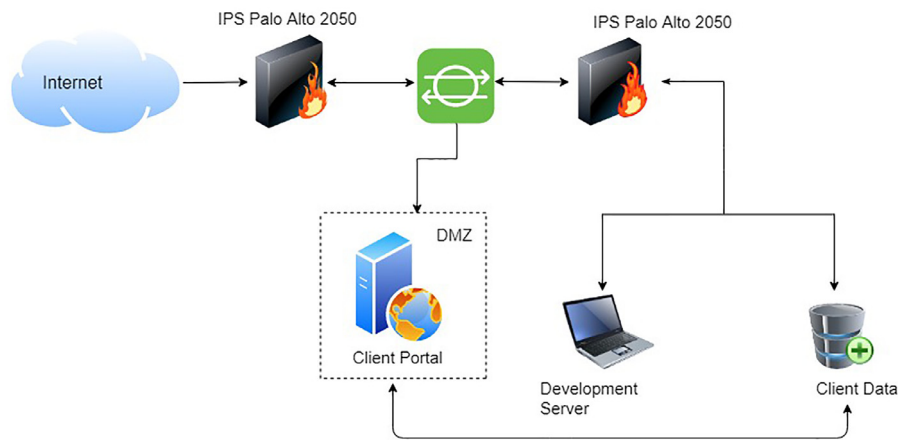 IPS Palo Alto 2050
IPS Palo Alto 2050
Internet
DMZ
Client Portal
Development
Server
Client Data